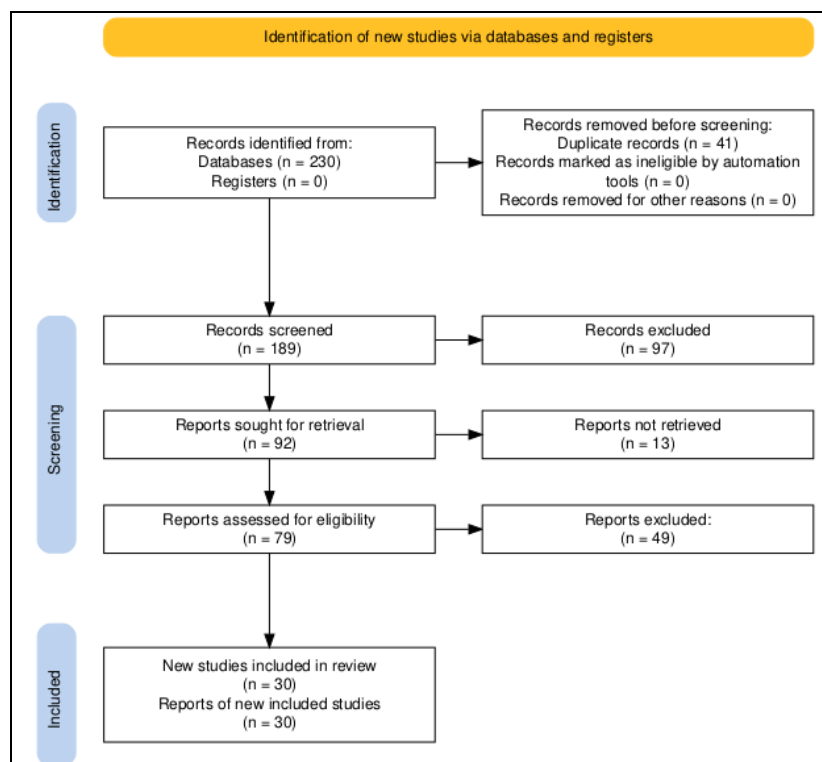 Identification of new studies via databases and registers
Identification
Records identified from:
Databases (n = 230)
Registers (n = 0)
Records removed before screening:
Duplicate records (n = 41)
Records marked as ineligible by automation
tools (n = 0)
Records removed for other reasons (n = 0)
Screening
Records screened
(n = 189)
Records excluded
(n = 97)
Reports sought for retrieval
(n = 92)
Reports not retrieved
(n = 13)
Reports assessed for eligibility
(n = 79)
Reports excluded:
(n = 49)
Included
New studies included in review
(n = 30)
Reports of new included studies
(n = 30)